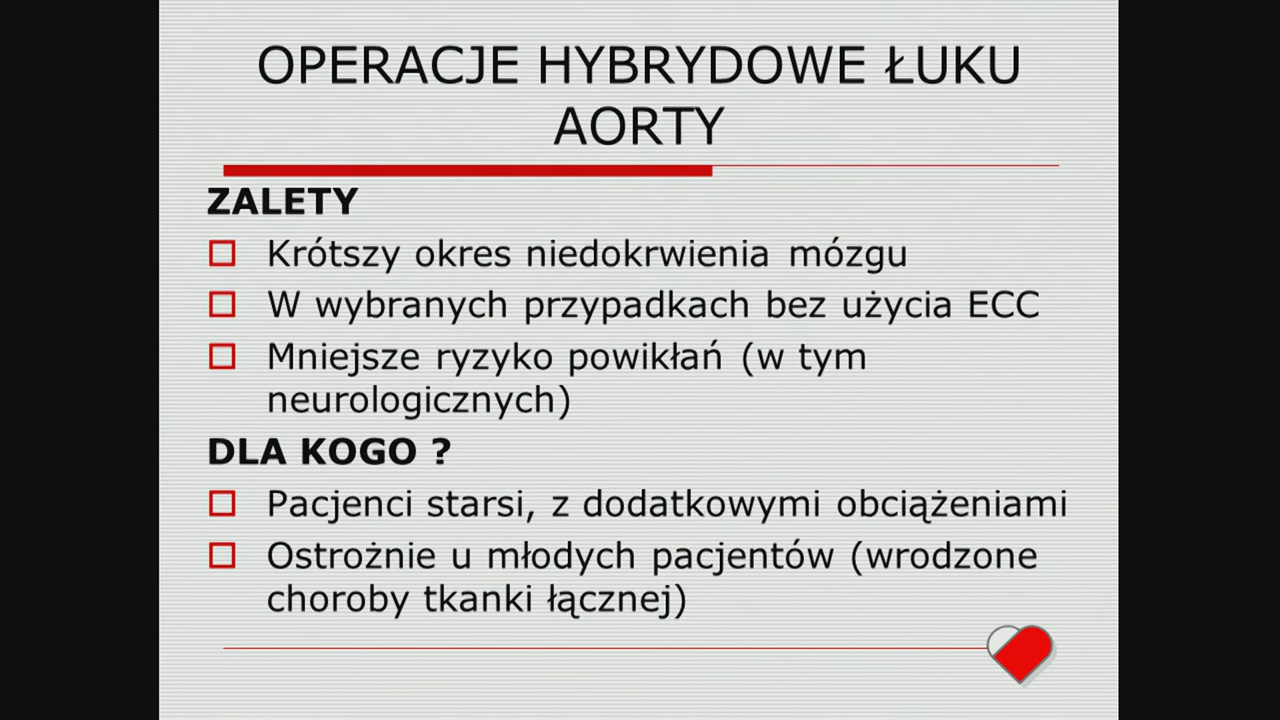 OPERACJE HYBRYDOWE ŁUKU
AORTY
ZALETY
Krótszy okres niedokrwienia mózgu
W wybranych przypadkach bez użycia ECC
Mniejsze ryzyko powikłań (w tym
neurologicznych)
DLA KOGO ?
Pacjenci starsi, z dodatkowymi obciążeniami
Ostrożnie u młodych pacjentów (wrodzone
choroby tkanki łącznej)